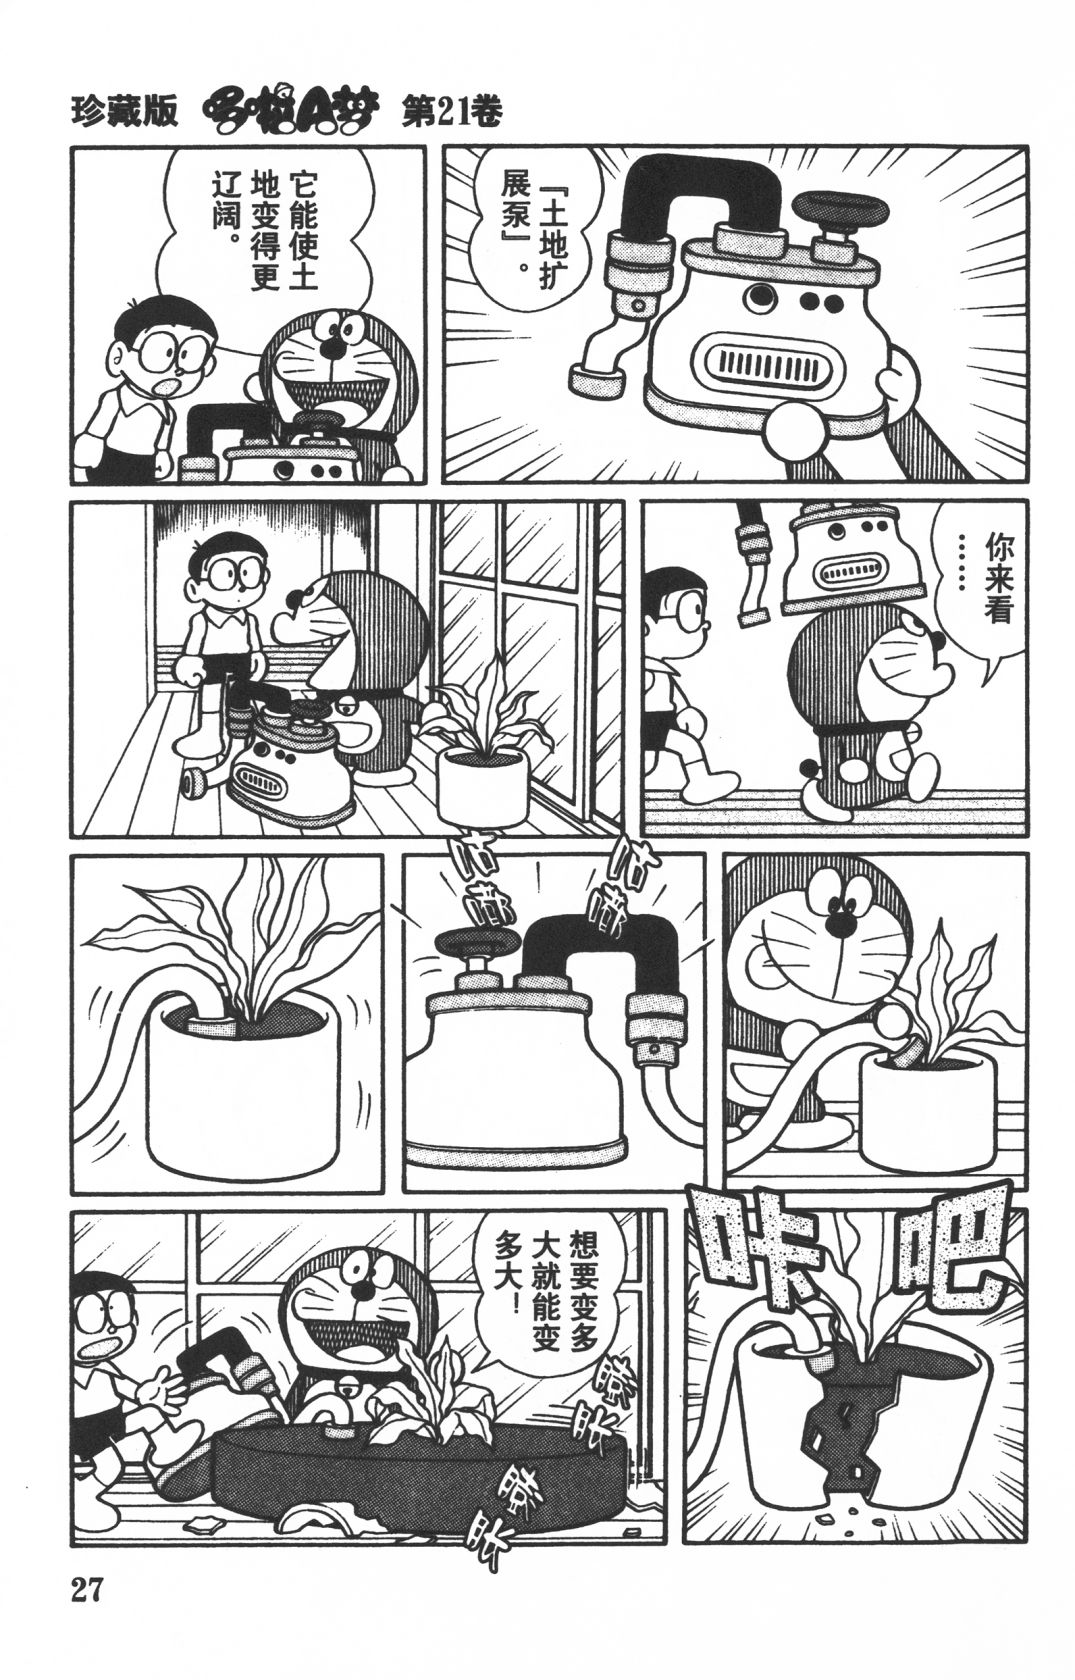 珍藏版 哆啦A梦 第21卷
『土地扩
展泵』。
它能使土
地变得更
辽阔。
你来看
……
咕
嘟
咕
嘟
咔 吧
想要变多
大就能变
多大！
膨
胀
膨
胀
27